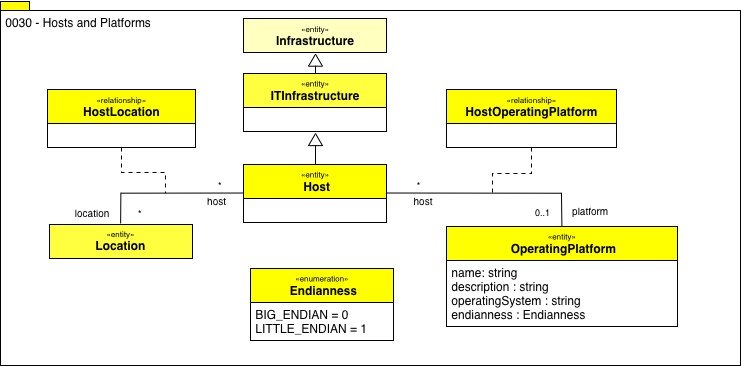 0030 - Hosts and Platforms
«entity»
Infrastructure
«entity»
ITInfrastructure
«relationship»
HostLocation
«relationship»
HostOperatingPlatform
«entity»
Host
*
host
*
host
location
*
0..1
platform
«entity»
Location
«entity»
OperatingPlatform
name: string
description : string
operatingSystem : string
endianness : Endianness
«enumeration»
Endianness
BIG_ENDIAN = 0
LITTLE_ENDIAN = 1